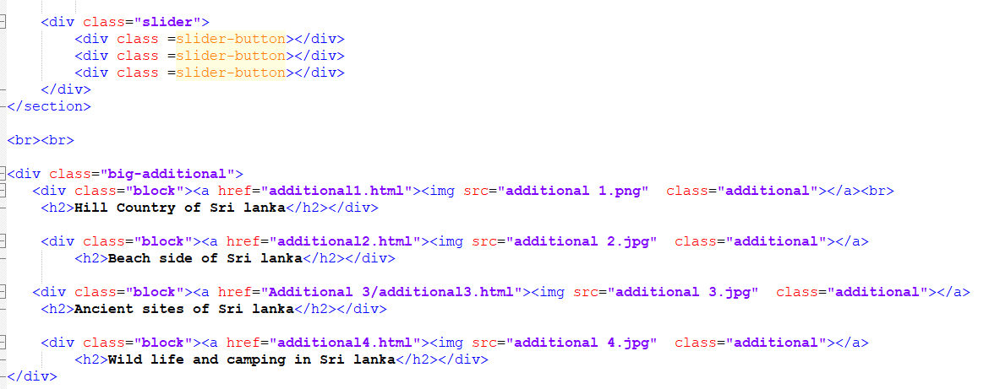 <div class="slider">
<div class =slider-button></div>
<div class =slider-button></div>
<div class =slider-button></div>
</div>
</section>
<br><br>
<div class="big-additional">
<div class="block"><a href="additional1.html"><img src="additional 1.png"  class="additional"></a><br>
<h2>Hill Country of Sri lanka</h2></div>
<div class="block"><a href="additional2.html"><img src="additional 2.jpg"  class="additional"></a>
<h2>Beach side of Sri lanka</h2></div>
<div class="block"><a href="Additional 3/additional3.html"><img src="additional 3.jpg"  class="additional"></a>
<h2>Ancient sites of Sri lanka</h2></div>
<div class="block"><a href="additional4.html"><img src="additional 4.jpg"  class="additional"></a>
<h2>Wild life and camping in Sri lanka</h2></div>
</div>